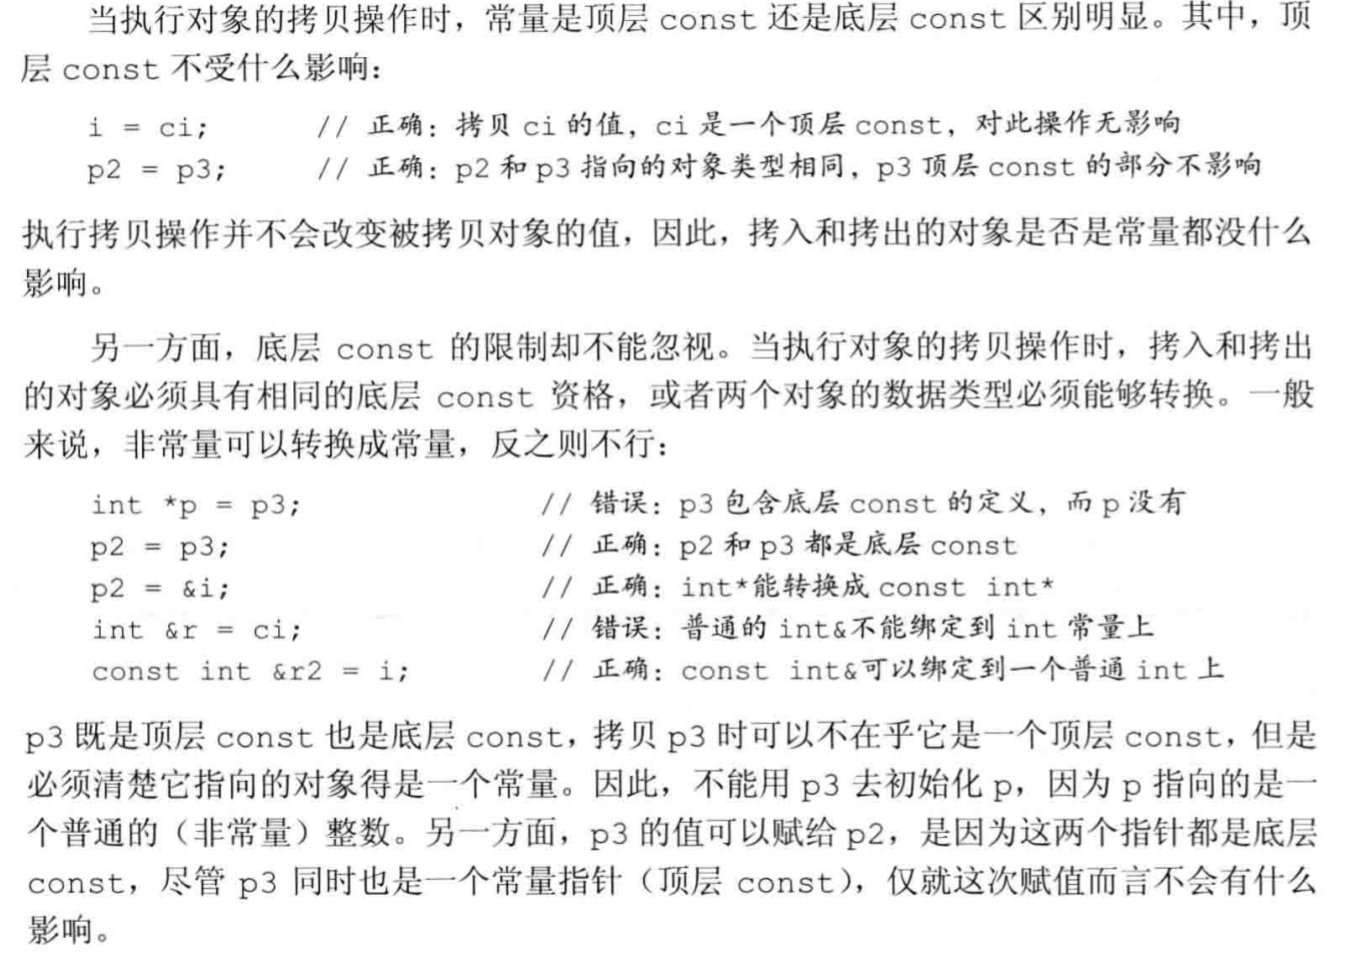 当执行对象的拷贝操作时，常量是顶层 const 还是底层 const 区别明显。其中，顶
层 const 不受什么影响：
i = ci; // 正确：拷贝 ci 的值，ci 是一个顶层 const，对此操作无影响
p2 = p3; // 正确：p2 和 p3 指向的对象类型相同，p3 顶层 const 的部分不影响
执行拷贝操作并不会改变被拷贝对象的值，因此，拷入和拷出的对象是否是常量都没什么
影响。
另一方面，底层 const 的限制却不能忽视。当执行对象的拷贝操作时，拷入和拷出
的对象必须具有相同的底层 const 资格，或者两个对象的数据类型必须能够转换。一般
来说，非常量可以转换成常量，反之则不行：
int *p = p3; // 错误：p3 包含底层 const 的定义，而 p 没有
p2 = p3; // 正确：p2 和 p3 都是底层 const
p2 = &i; // 正确：int*能转换成 const int*
int &r = ci; // 错误：普通的 int&不能绑定到 int 常量上
const int &r2 = i; // 正确：const int&可以绑定到一个普通 int 上
p3 既是顶层 const 也是底层 const，拷贝 p3 时可以不在乎它是一个顶层 const，但是
必须清楚它指向的对象得是一个常量。因此，不能用 p3 去初始化 p，因为 p 指向的是一
个普通的（非常量）整数。另一方面，p3 的值可以赋给 p2，是因为这两个指针都是底层
const，尽管 p3 同时也是一个常量指针（顶层 const），仅就这次赋值而言不会有什么
影响。